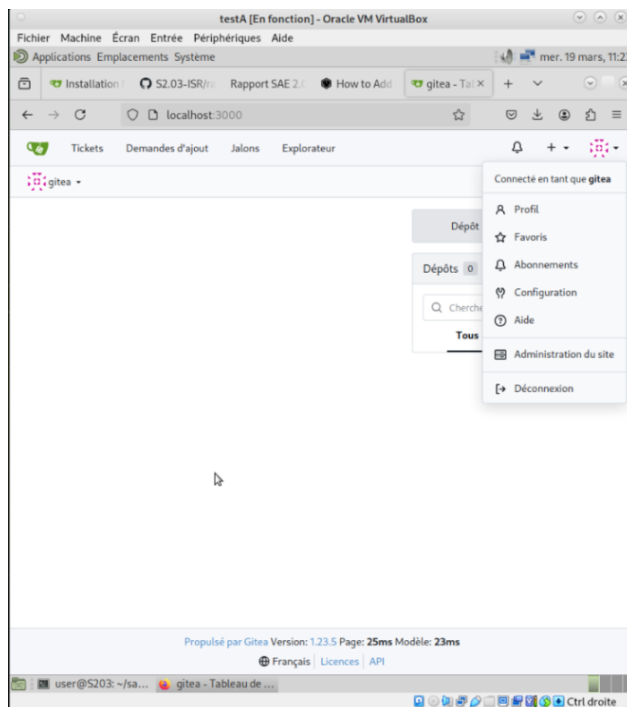 testA [En fonction] - Oracle VM VirtualBox
Fichier Machine Écran Entrée Périphériques Aide
Applications Emplacements Système mer. 19 mars, 11:2
Installation S2.03-ISR/ra Rapport SAE 2.0 How to Add gitea - Ta
localhost:3000
Tickets Demandes d'ajout Jalons Explorateur
gitea
Connecté en tant que gitea
Profil
Favoris
Abonnements
Configuration
Aide
Administration du site
Déconnexion
Dépôt
Dépôts 0
Cherche
Tous
Propulsé par Gitea Version: 1.23.5 Page: 25ms Modèle: 23ms
Français Licences API
user@S203: ~/sa... gitea - Tableau de ...
Ctrl droite